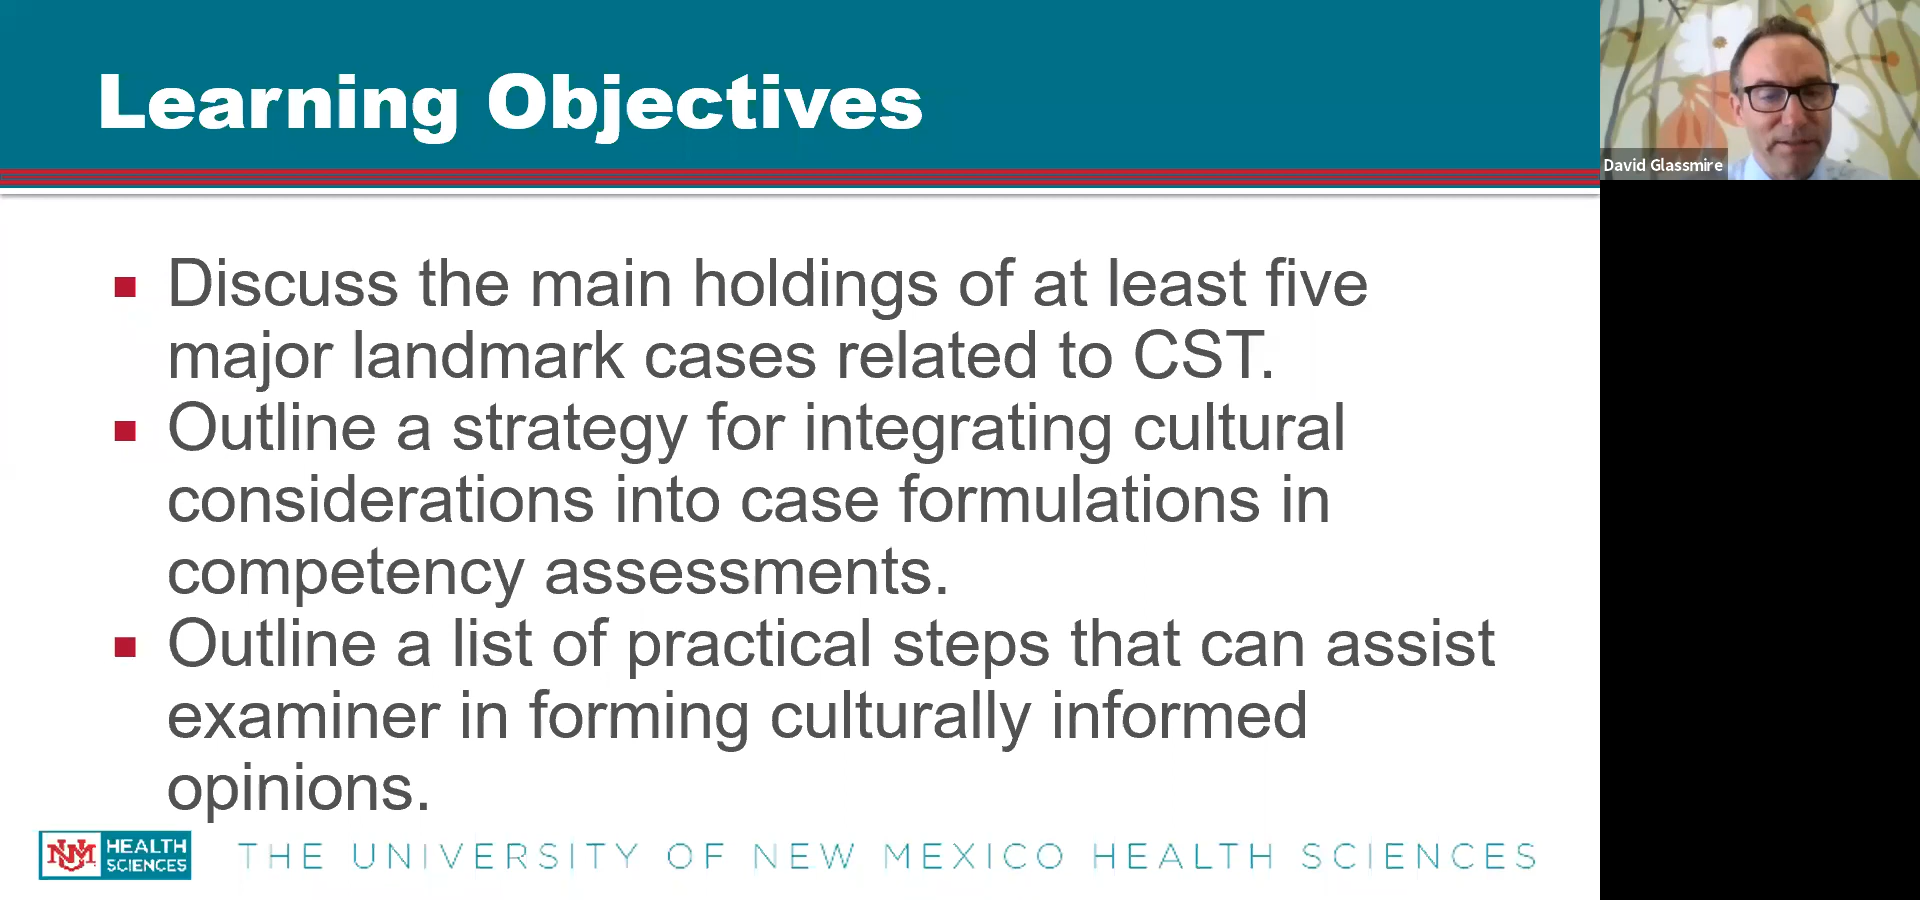 Learning Objectives
David Glassmire
Discuss the main holdings of at least five
major landmark cases related to CST.
Outline a strategy for integrating cultural
considerations into case formulations in
competency assessments.
Outline a list of practical steps that can assist
examiner in forming culturally informed
opinions.
UNM HEALTH
SCIENCES
THE UNIVERSITY OF NEW MEXICO HEALTH SCIENCES